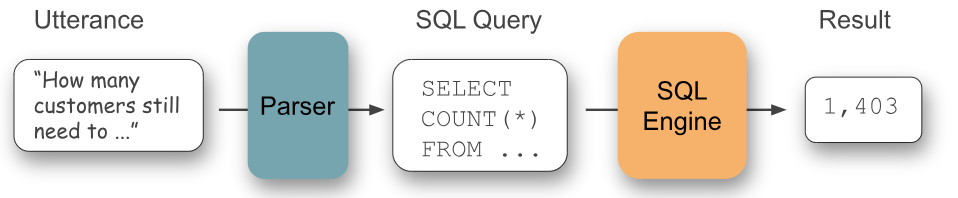 Utterance
SQL Query
Result
“How many
customers still
need to ...”
Parser
SELECT
COUNT(*)
FROM ...
SQL
Engine
1,403